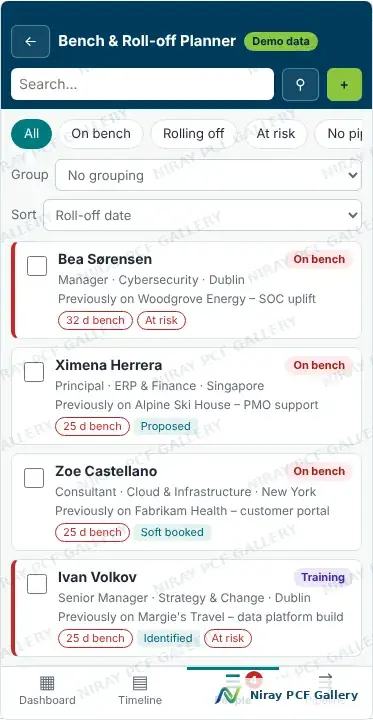 ← Bench & Roll-off Planner Demo data
Search... +
All On bench Rolling off At risk No pip
Group No grouping
Sort Roll-off date
Bea Sørensen On bench
Manager · Cybersecurity · Dublin
Previously on Woodgrove Energy – SOC uplift
32 d bench At risk
Ximena Herrera On bench
Principal · ERP & Finance · Singapore
Previously on Alpine Ski House – PMO support
25 d bench Proposed
Zoe Castellano On bench
Consultant · Cloud & Infrastructure · New York
Previously on Fabrikam Health – customer portal
25 d bench Soft booked
Ivan Volkov Training
Senior Manager · Strategy & Change · Dublin
Previously on Margie's Travel – data platform build
25 d bench Identified At risk
Dashboard Timeline
Niray PCF Gallery
NIRAY PCF GALLERY